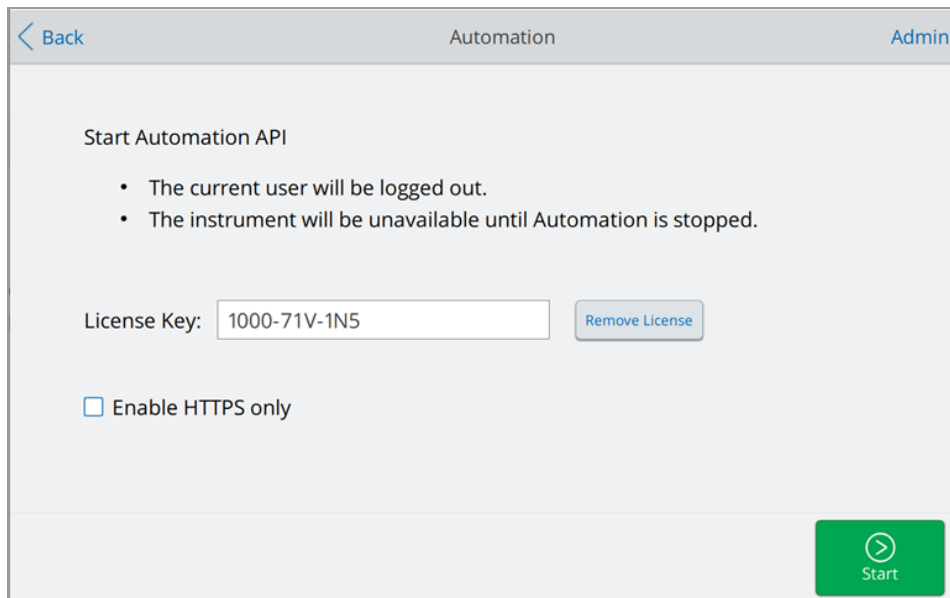 Back Automation Admin
Start Automation API
• The current user will be logged out.
• The instrument will be unavailable until Automation is stopped.
License Key: 1000-71V-1N5 Remove License
Enable HTTPS only
Start